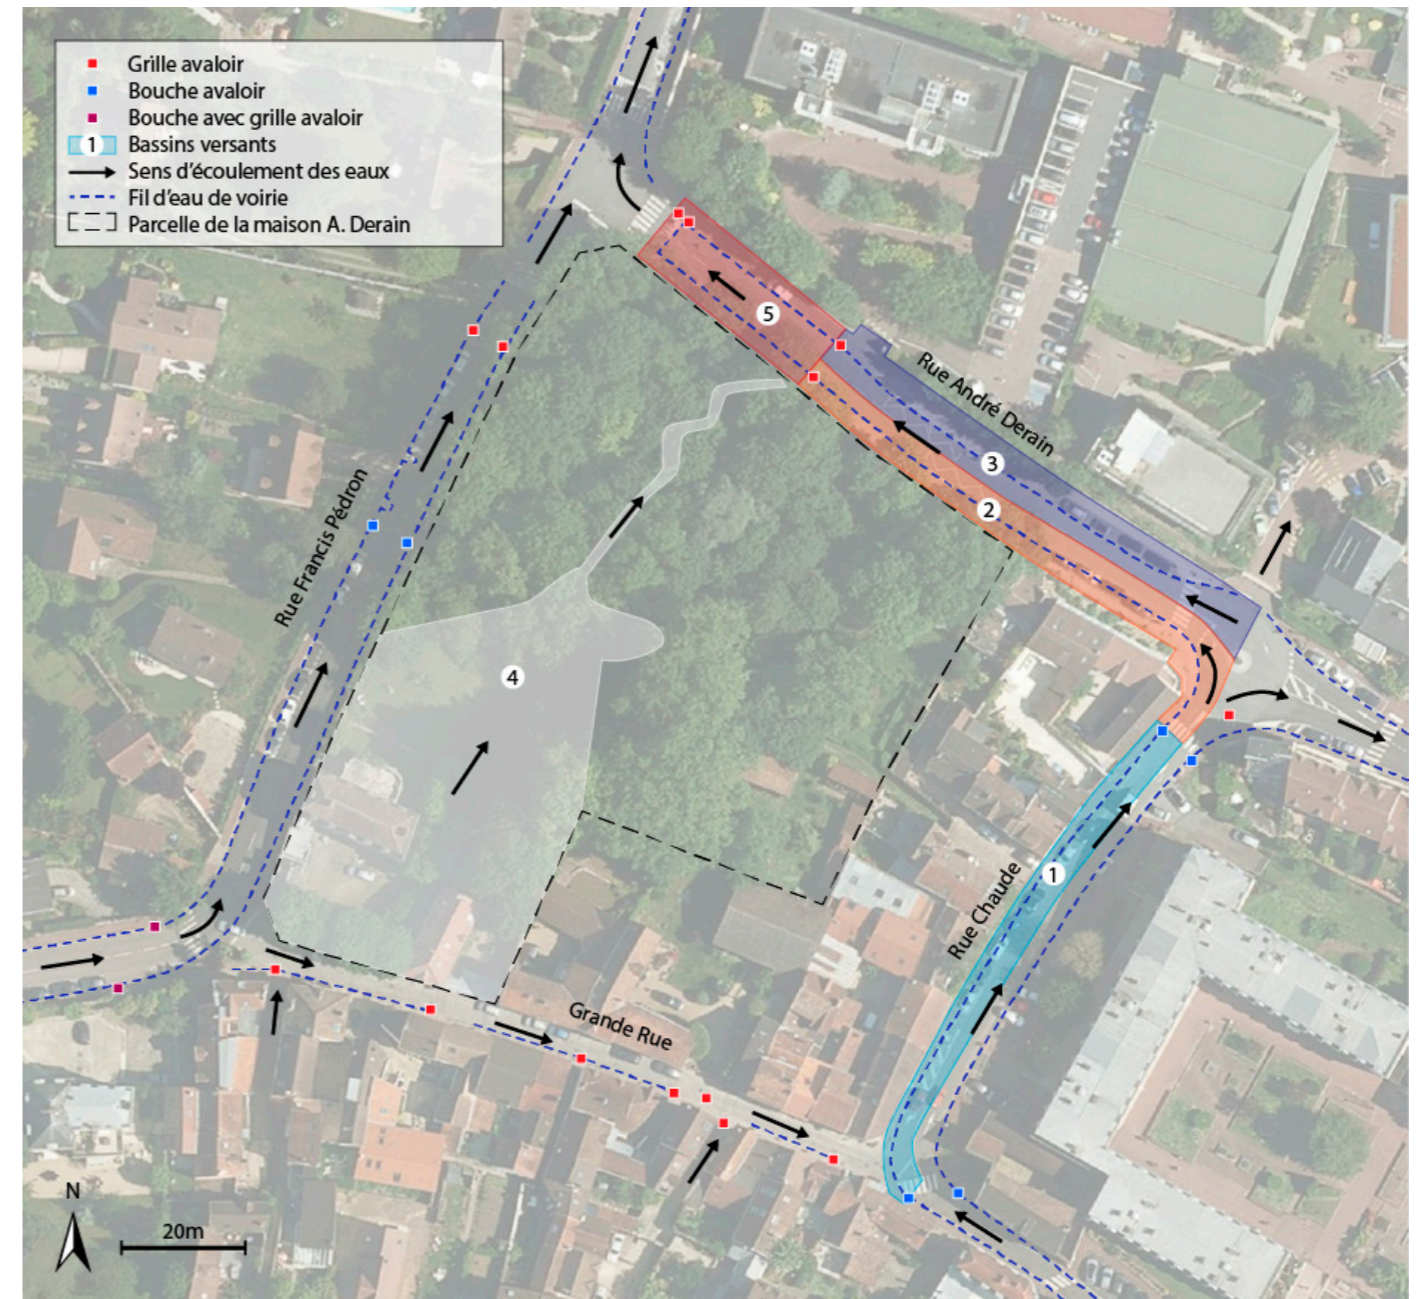 Grille avaloir
Bouche avaloir
Bouche avec grille avaloir
1 Bassins versants
Sens d'écoulement des eaux
Fil d'eau de voirie
Parcelle de la maison A. Derain
5
Rue André Derain
3
2
Rue Francis Pédron
4
1
Rue Chaude
Grande Rue
N
20m